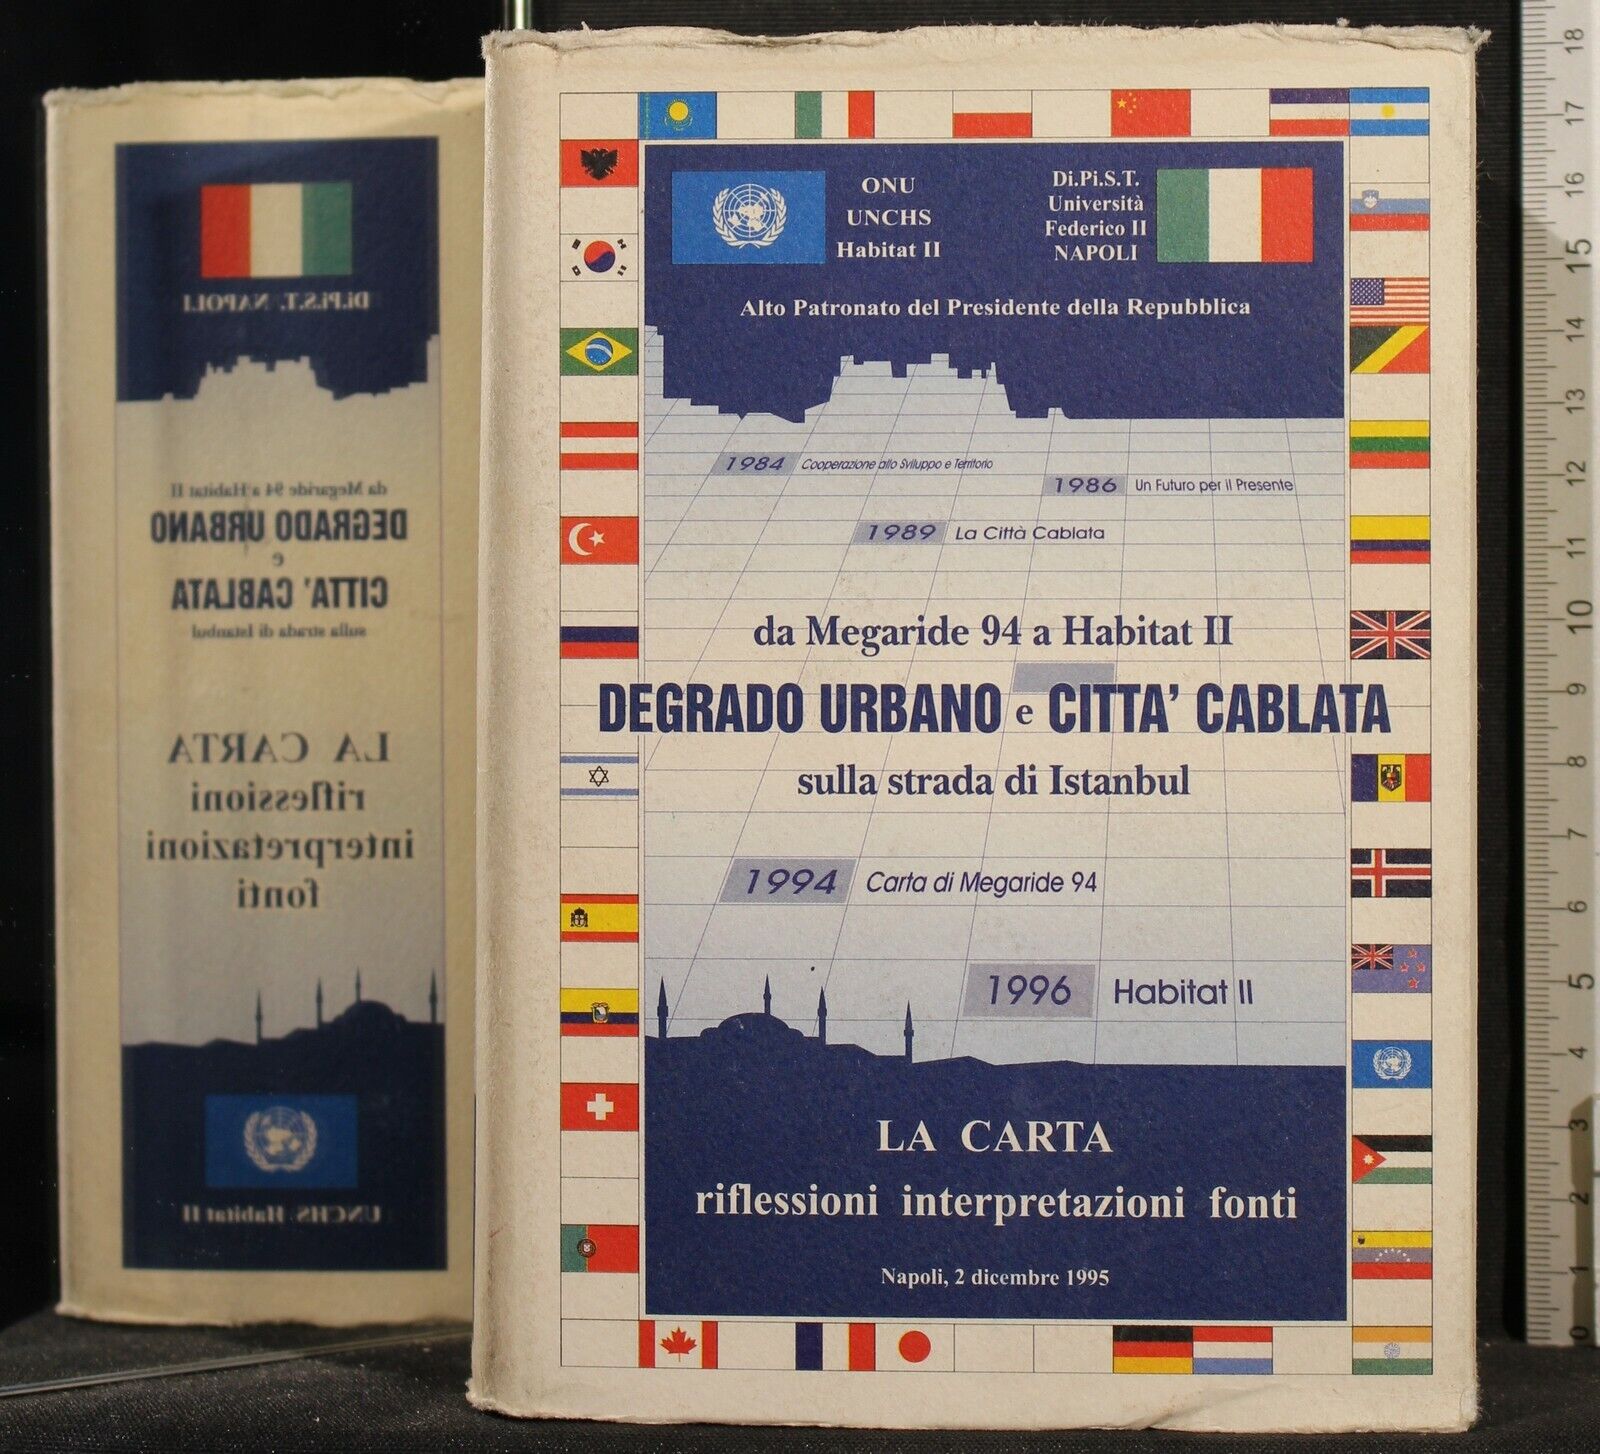 ONU
UNCHS
Habitat II
Di.Pi.S.T.
Università
Federico II
NAPOLI
Alto Patronato del Presidente della Repubblica
1984 Cooperazione allo Sviluppo e Territorio
1986 Un Futuro per il Presente
1989 La Città Cablata
da Megaride 94 a Habitat II
DEGRADO URBANO e CITTA' CABLATA
sulla strada di Istanbul
1994 Carta di Megaride 94
1996 Habitat II
LA CARTA
riflessioni interpretazioni fonti
Napoli, 2 dicembre 1995
Di.Pi.S.T. NAPOLI
da Megaride 94 a Habitat II
DEGRADO URBANO
e
CITTA' CABLATA
sulla strada di Istanbul
LA CARTA
riflessioni
interpretazioni
fonti
UNCHS Habitat II
18
17
16
15
14
13
12
11
10
9
8
7
6
5
4
3
2
1
0